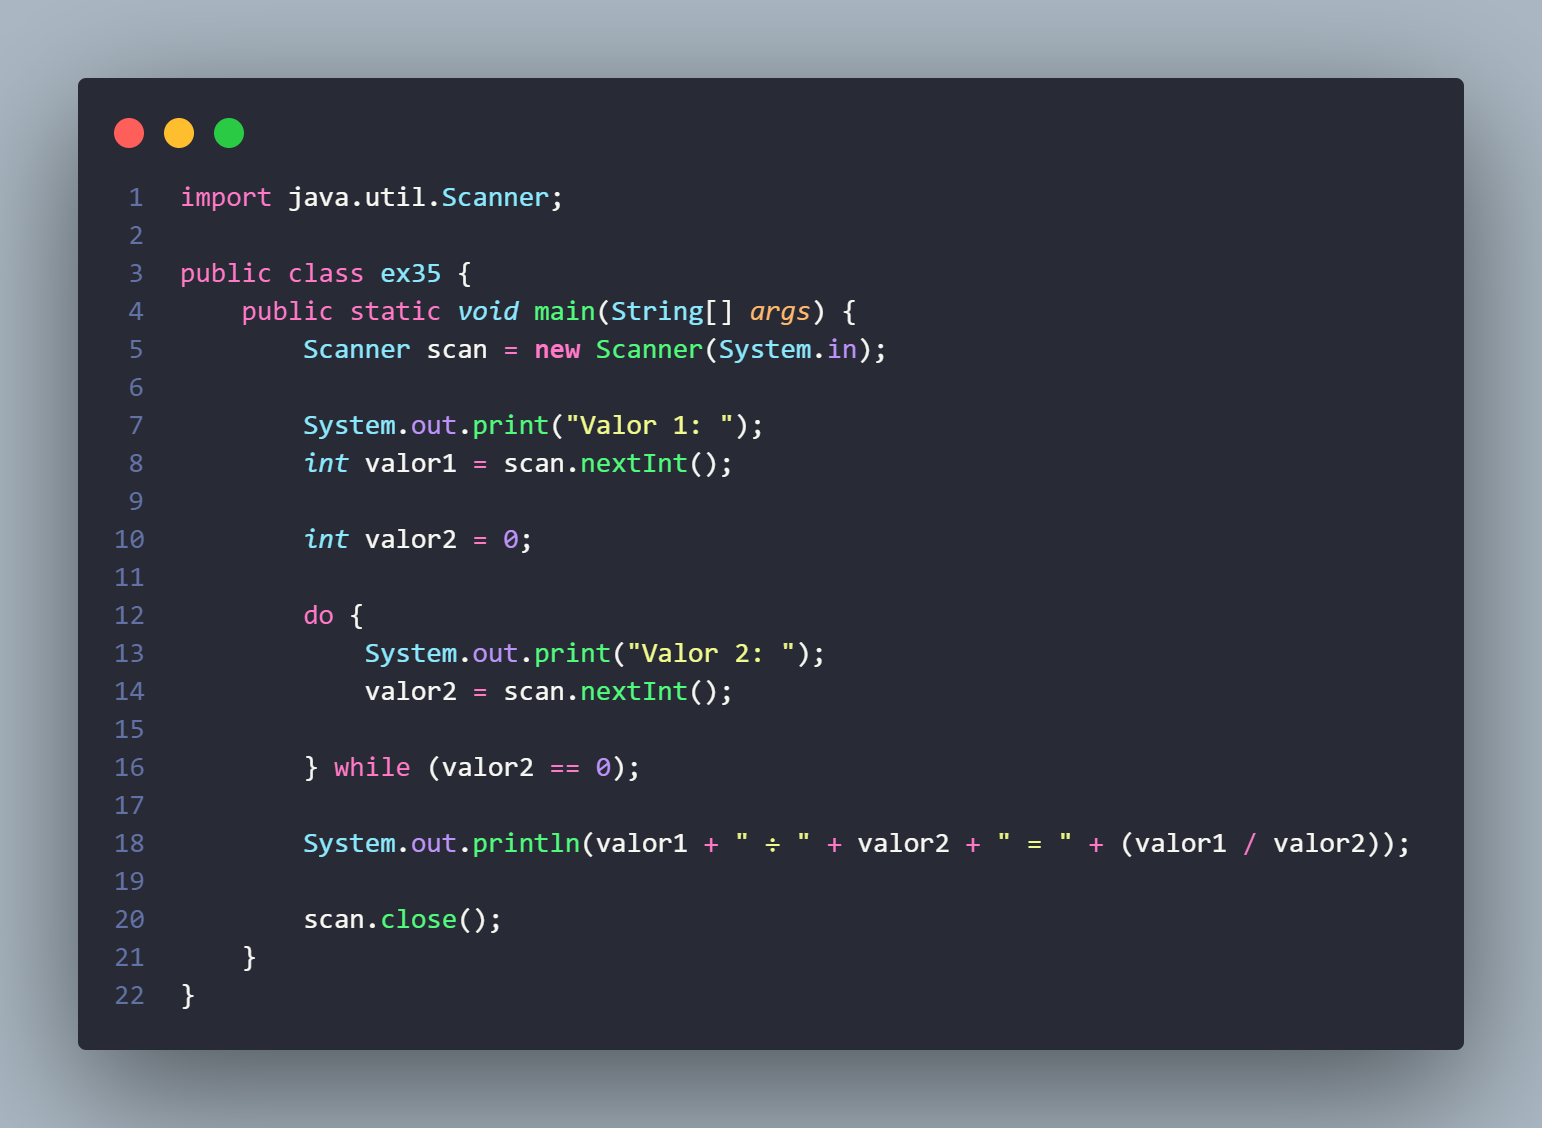 1 import java.util.Scanner;
2
3 public class ex35 {
4     public static void main(String[] args) {
5         Scanner scan = new Scanner(System.in);
6
7         System.out.print("Valor 1: ");
8         int valor1 = scan.nextInt();
9
10         int valor2 = 0;
11
12         do {
13             System.out.print("Valor 2: ");
14             valor2 = scan.nextInt();
15
16         } while (valor2 == 0);
17
18         System.out.println(valor1 + " ÷ " + valor2 + " = " + (valor1 / valor2));
19
20         scan.close();
21     }
22 }